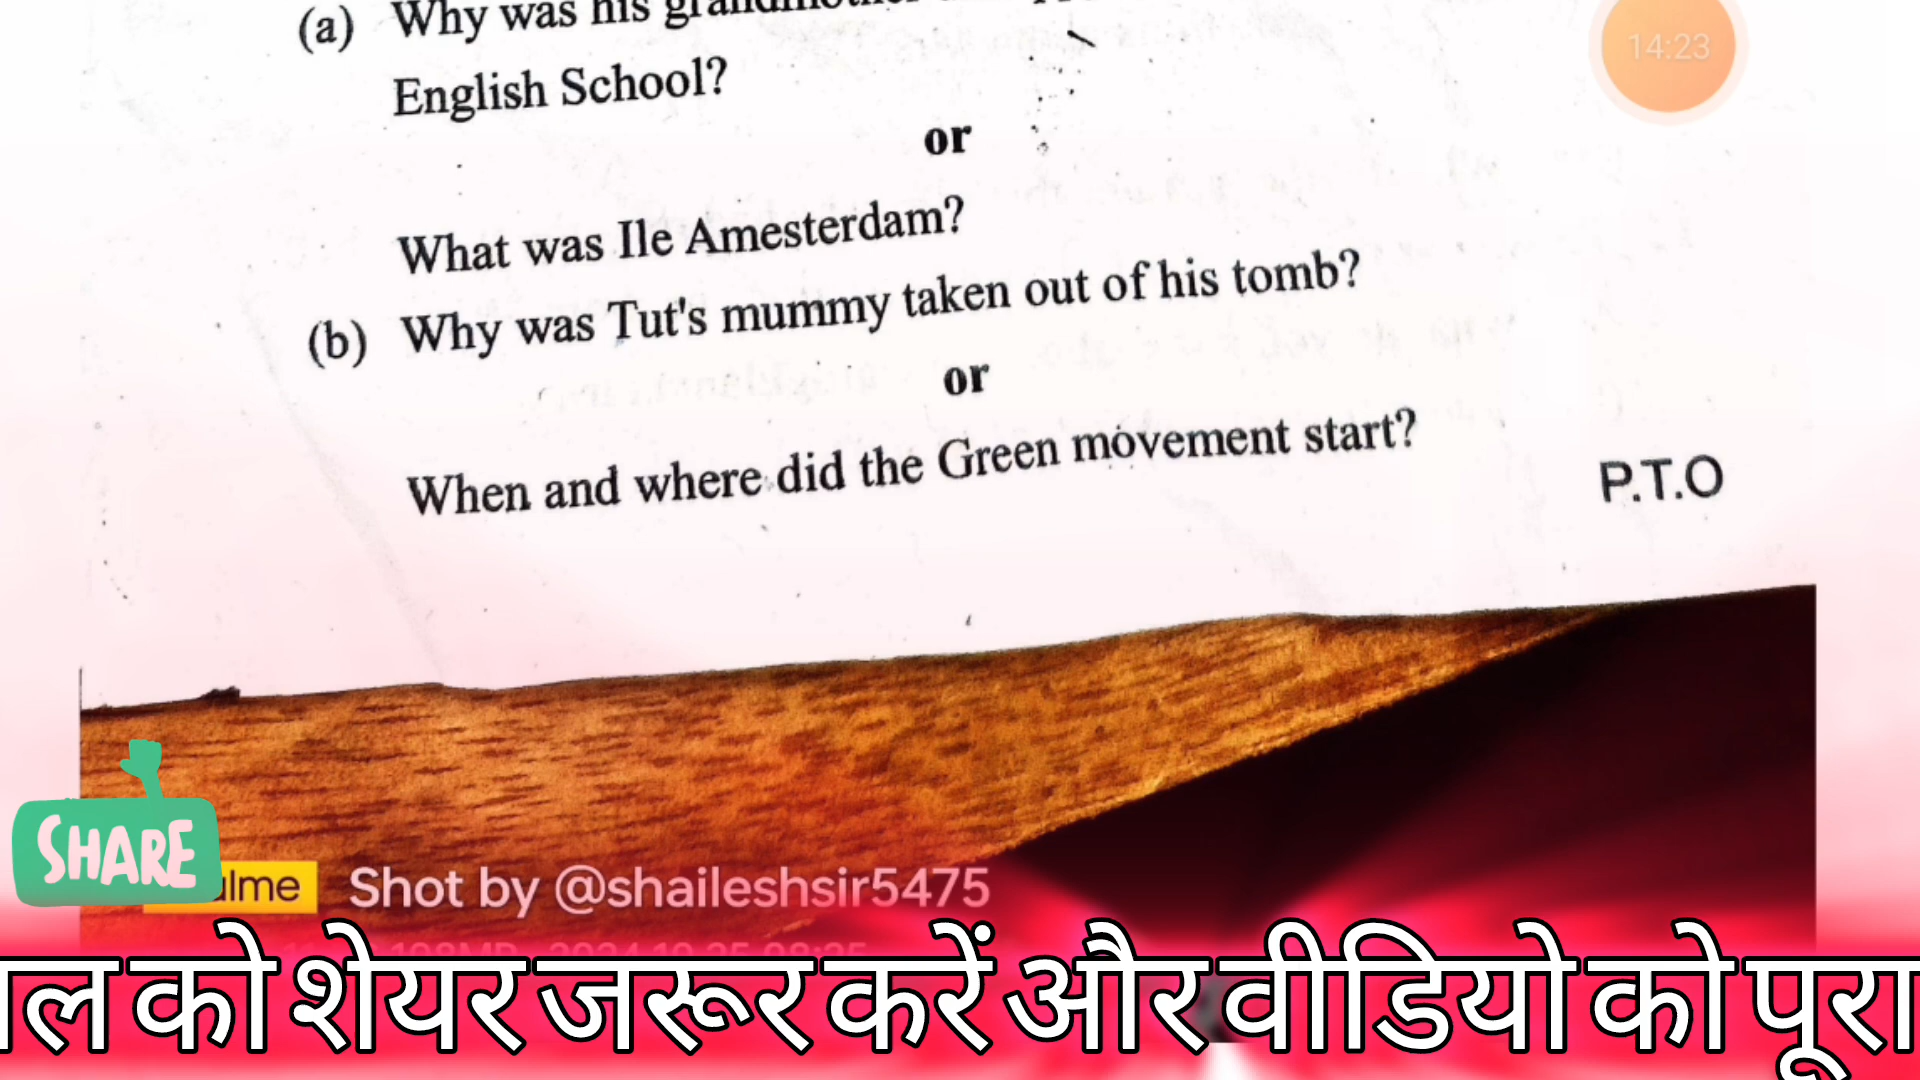 (a) Why was his
English School?
or
What was Ile Amesterdam?
(b) Why was Tut's mummy taken out of his tomb?
or
When and where did the Green movement start?
P.T.O
14:23
SHARE
Shot by @shaileshsir5475
को शेयर जरूर करें और वीडियो को पूरा